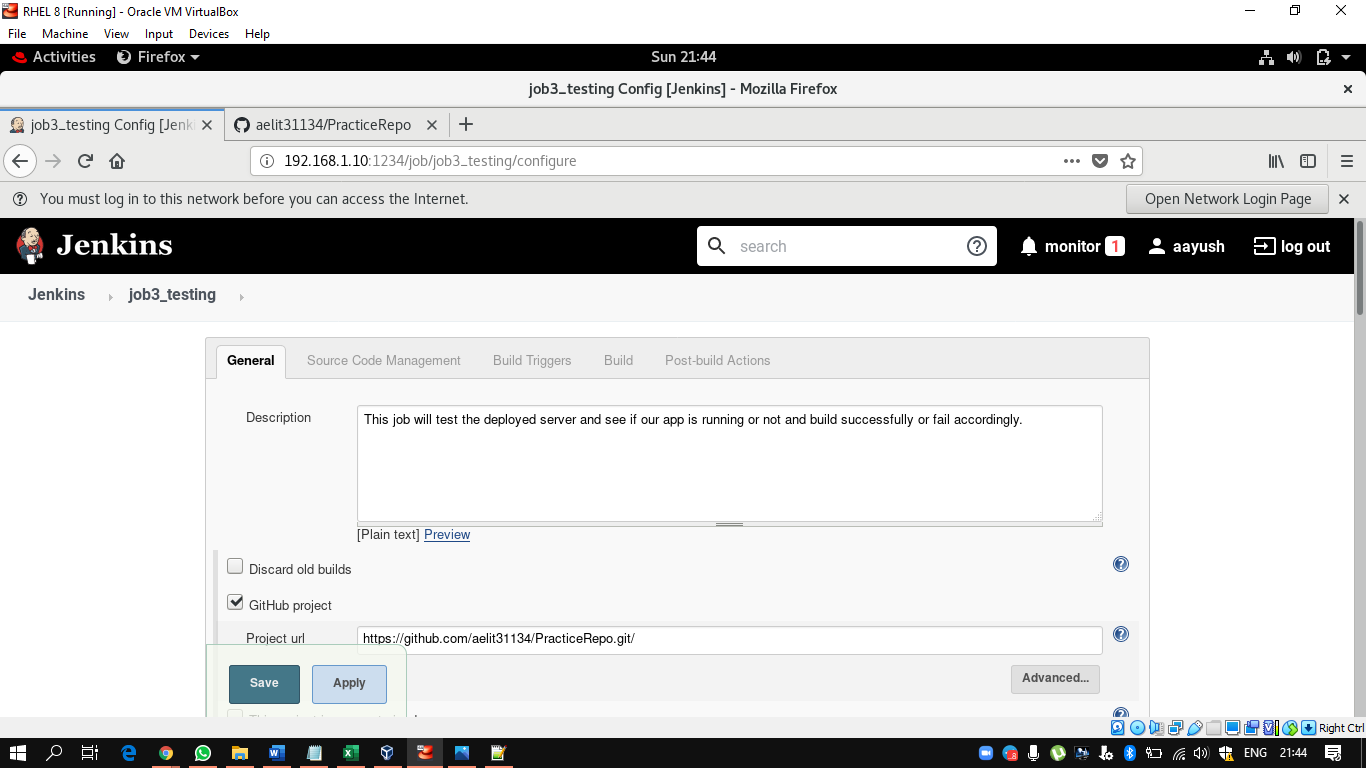 RHEL 8 [Running] - Oracle VM VirtualBox
File Machine View Input Devices Help
Activities Firefox Sun 21:44
job3_testing Config [Jenkins] - Mozilla Firefox
job3_testing Config [Jenki aelit31134/PracticeRepo
192.168.1.10:1234/job/job3_testing/configure
You must log in to this network before you can access the Internet. Open Network Login Page
Jenkins search monitor 1 aayush log out
Jenkins job3_testing
General Source Code Management Build Triggers Build Post-build Actions
Description This job will test the deployed server and see if our app is running or not and build successfully or fail accordingly.
[Plain text] Preview
Discard old builds
GitHub project
Project url https://github.com/aelit31134/PracticeRepo.git/
Save Apply Advanced...
Right Ctrl
ENG 21:44